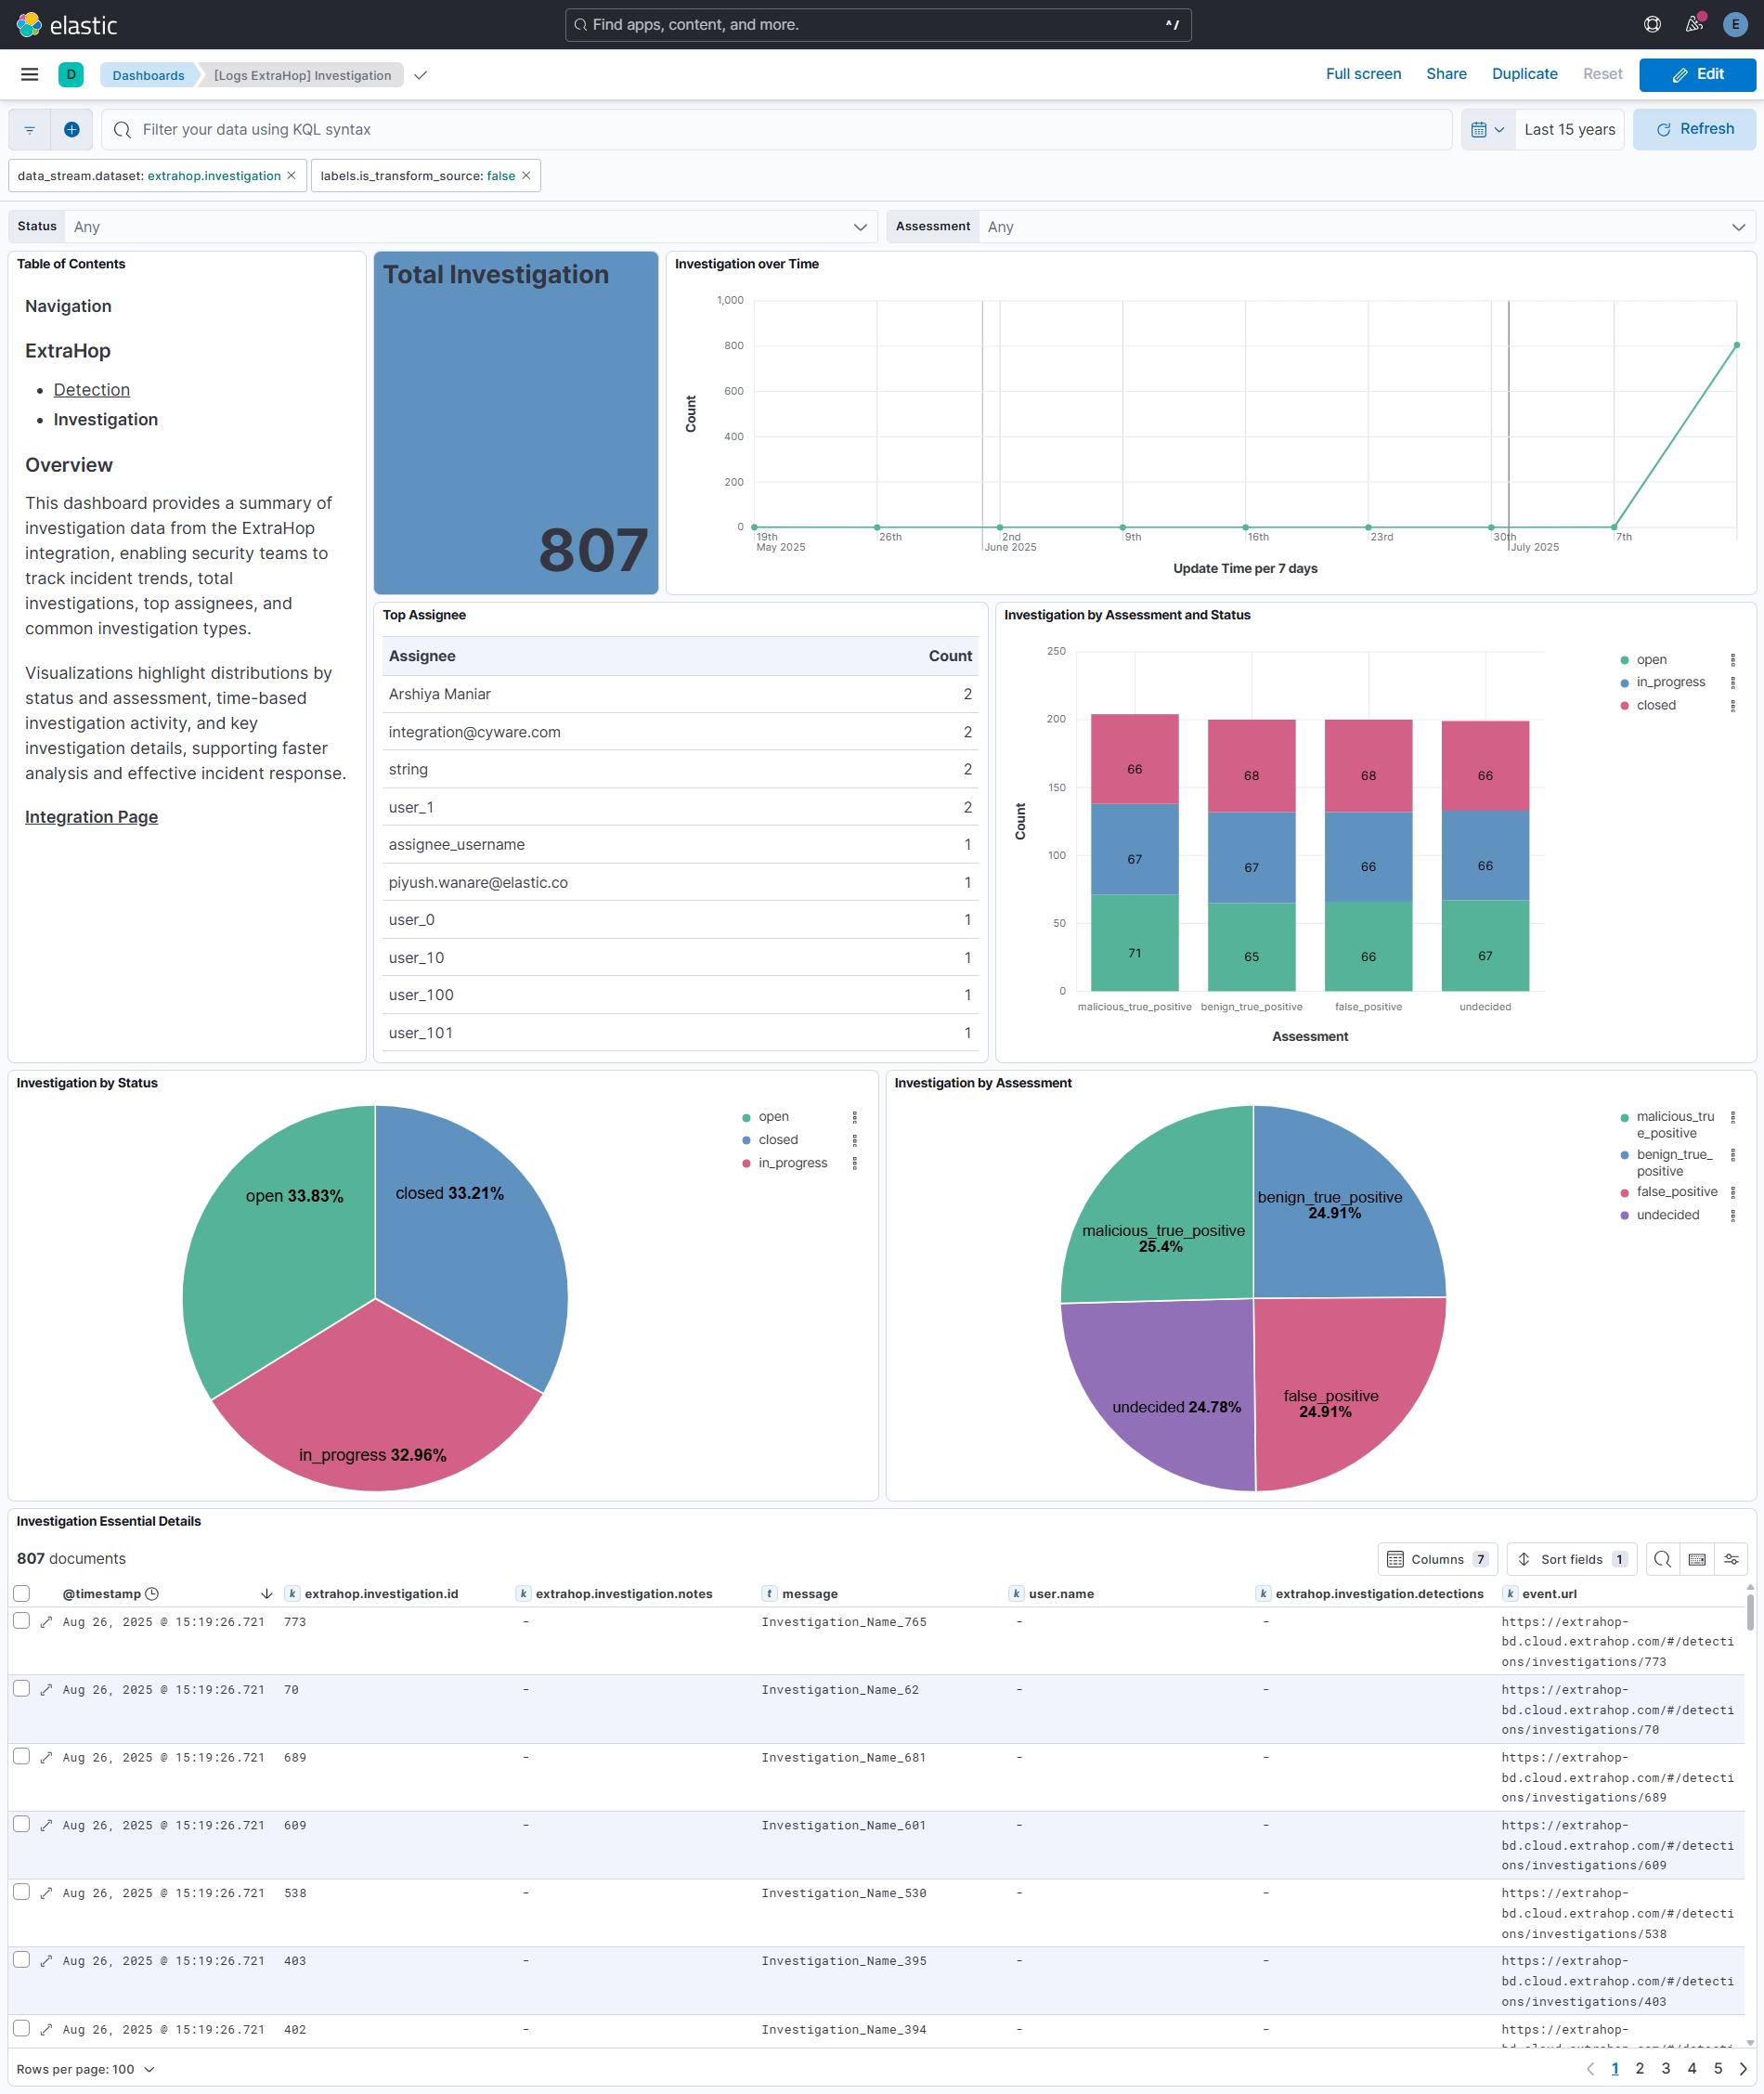 elastic
Find apps, content, and more.
^ /
E
D
Dashboards
[Logs ExtraHop] Investigation
Full screen
Share
Duplicate
Reset
Edit
Filter your data using KQL syntax
Last 15 years
Refresh
data_stream.dataset: extrahop.investigation
labels.is_transform_source: false
Status
Any
Assessment
Any
Table of Contents
Navigation
ExtraHop
Detection
Investigation
Overview
This dashboard provides a summary of
investigation data from the ExtraHop
integration, enabling security teams to
track incident trends, total
investigations, top assignees, and
common investigation types.
Visualizations highlight distributions by
status and assessment, time-based
investigation activity, and key
investigation details, supporting faster
analysis and effective incident response.
Integration Page
Total Investigation
807
Investigation over Time
Count
1,000
800
600
400
200
0
19th
May 2025
26th
2nd
June 2025
9th
16th
23rd
30th
July 2025
7th
Update Time per 7 days
Top Assignee
Assignee Count
Arshiya Maniar 2
integration@cyware.com 2
string 2
user_1 2
assignee_username 1
piyush.wanare@elastic.co 1
user_0 1
user_10 1
user_100 1
user_101 1
Investigation by Assessment and Status
Count
250
200
150
100
50
0
66
68
68
66
67
67
66
66
71
65
66
67
malicious_true_positive
benign_true_positive
false_positive
undecided
Assessment
open
in_progress
closed
Investigation by Status
open 33.83%
closed 33.21%
in_progress 32.96%
open
closed
in_progress
Investigation by Assessment
benign_true_positive
24.91%
malicious_true_positive
25.4%
false_positive
24.91%
undecided 24.78%
malicious_tru
e_positive
benign_true_
positive
false_positive
undecided
Investigation Essential Details
807 documents
Columns 7
Sort fields 1
@timestamp k extrahop.investigation.id k extrahop.investigation.notes t message k user.name k extrahop.investigation.detections k event.url
Aug 26, 2025 @ 15:19:26.721 773 - Investigation_Name_765 - - https://extrahop-
bd.cloud.extrahop.com/#/detecti
ons/investigations/773
Aug 26, 2025 @ 15:19:26.721 70 - Investigation_Name_62 - - https://extrahop-
bd.cloud.extrahop.com/#/detecti
ons/investigations/70
Aug 26, 2025 @ 15:19:26.721 689 - Investigation_Name_681 - - https://extrahop-
bd.cloud.extrahop.com/#/detecti
ons/investigations/689
Aug 26, 2025 @ 15:19:26.721 609 - Investigation_Name_601 - - https://extrahop-
bd.cloud.extrahop.com/#/detecti
ons/investigations/609
Aug 26, 2025 @ 15:19:26.721 538 - Investigation_Name_530 - - https://extrahop-
bd.cloud.extrahop.com/#/detecti
ons/investigations/538
Aug 26, 2025 @ 15:19:26.721 403 - Investigation_Name_395 - - https://extrahop-
bd.cloud.extrahop.com/#/detecti
ons/investigations/403
Aug 26, 2025 @ 15:19:26.721 402 - Investigation_Name_394 - - https://extrahop-
Rows per page: 100
1 2 3 4 5